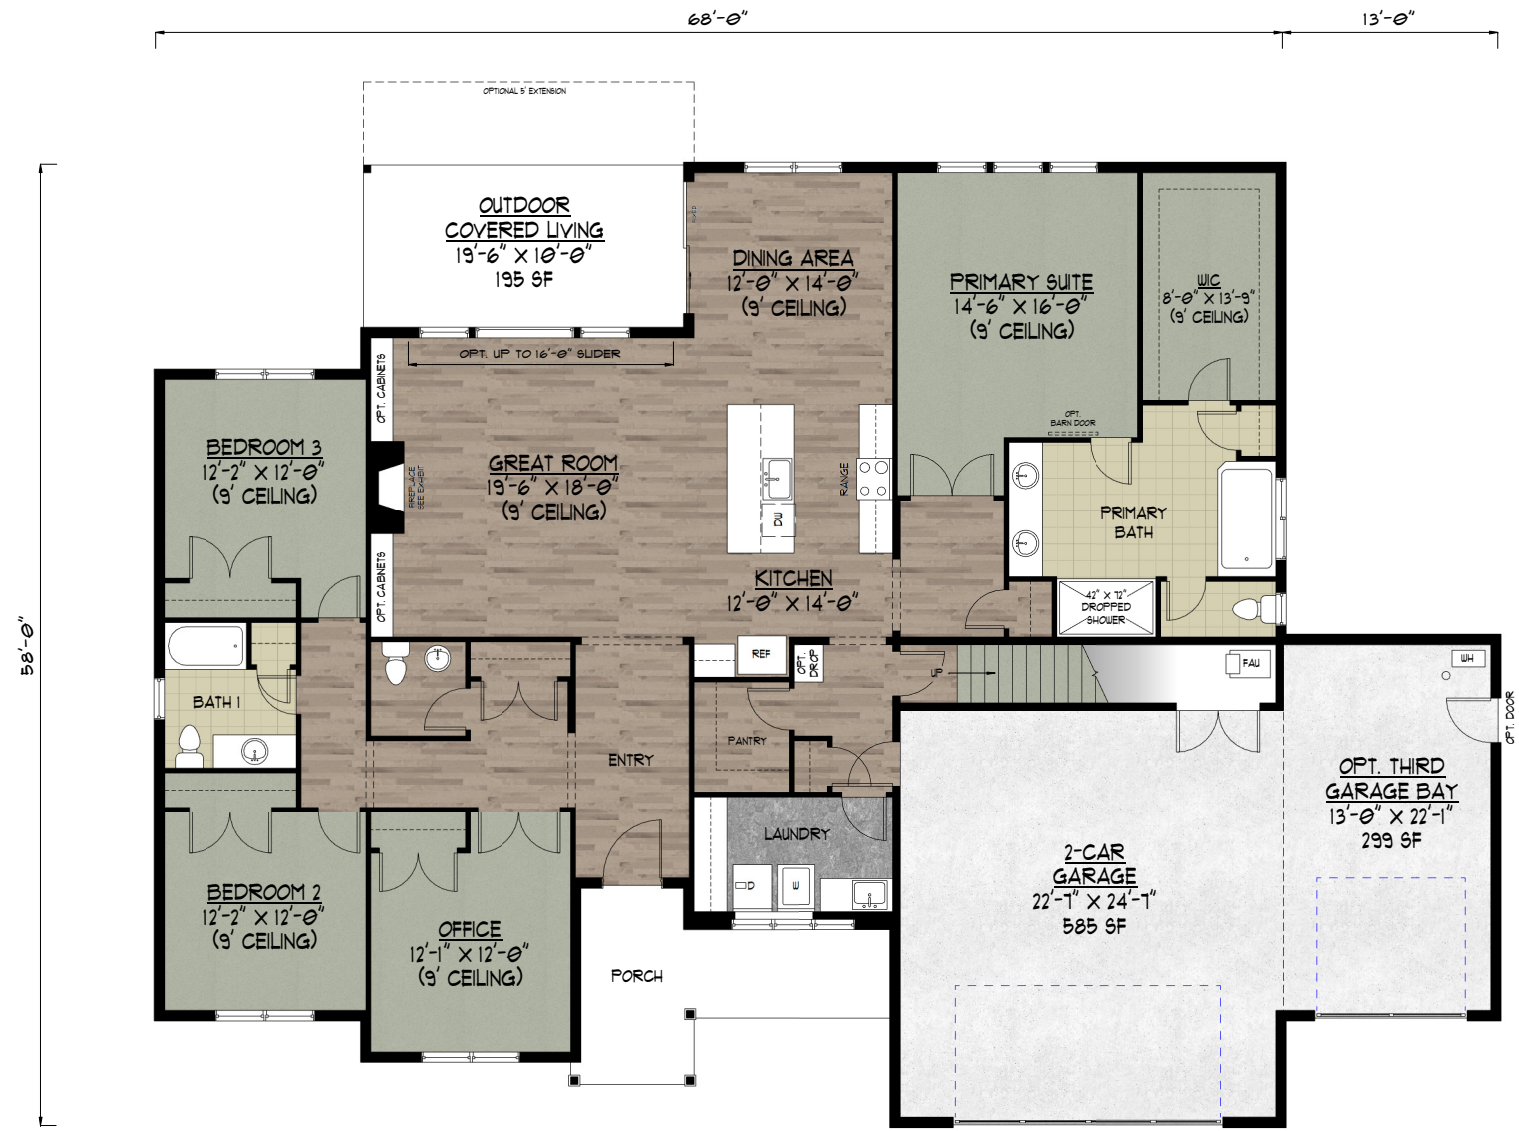 68'-0"
13'-0"
OPTIONAL 5' EXTENSION
OUTDOOR
COVERED LIVING
19'-6" X 10'-0"
195 SF
FIXED
DINING AREA
12'-0" X 14'-0"
(9' CEILING)
PRIMARY SUITE
14'-6" X 16'-0"
(9' CEILING)
WIC
8'-0" X 13'-9"
(9' CEILING)
OPT. UP TO 16'-0" SLIDER
OPT. CABINETS
OPT.
BARN DOOR
BEDROOM 3
12'-2" X 12'-0"
(9' CEILING)
FIREPLACE
SEE EXHIBIT
GREAT ROOM
19'-6" X 18'-0"
(9' CEILING)
RANGE
DW
PRIMARY
BATH
OPT. CABINETS
KITCHEN
12'-0" X 14'-0"
42" X 72"
DROPPED
SHOWER
58'-0"
REF
OPT.
DROP
UP
FAU
WH
OPT. DOOR
BATH 1
PANTRY
ENTRY
OPT. THIRD
GARAGE BAY
13'-0" X 22'-1"
299 SF
LAUNDRY
D
W
2-CAR
GARAGE
22'-7" X 24'-7"
585 SF
BEDROOM 2
12'-2" X 12'-0"
(9' CEILING)
OFFICE
12'-1" X 12'-0"
(9' CEILING)
PORCH